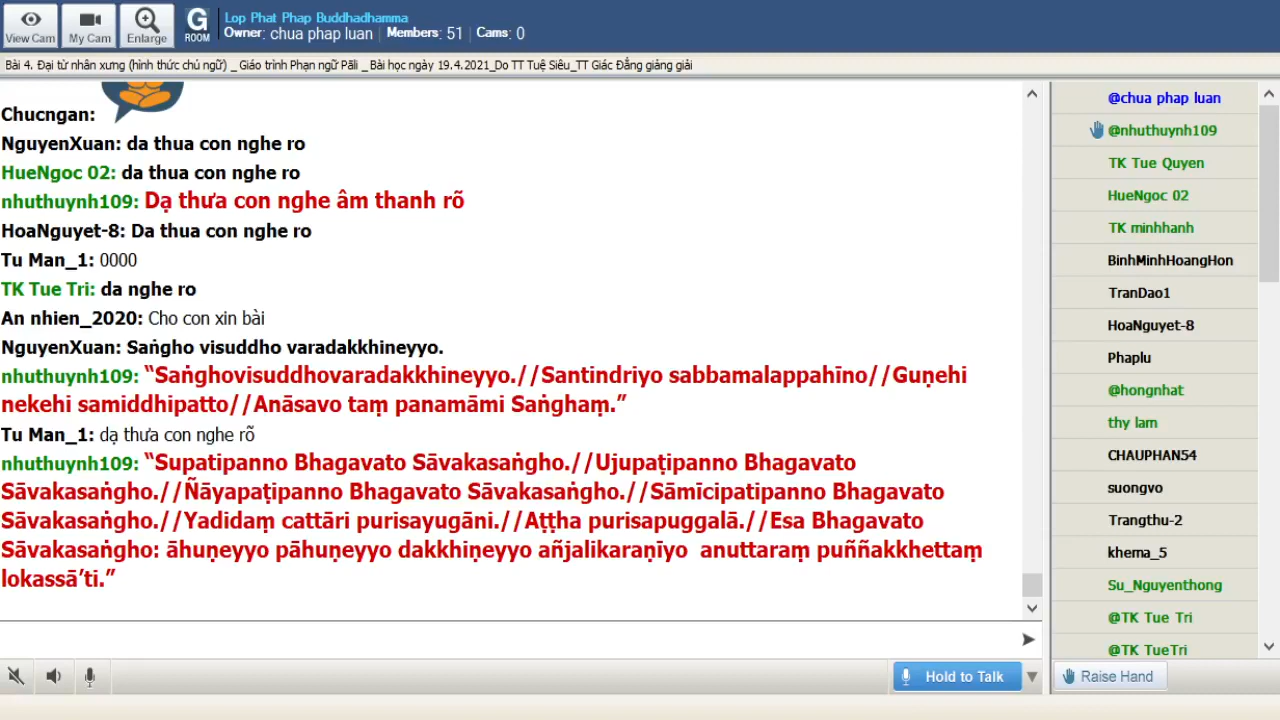 View Cam
My Cam
Enlarge
G
ROOM
Lop Phat Phap Buddhadhamma
Owner: chua phap luan | Members: 51 | Cams: 0
Bài 4. Đại từ nhân xưng (hình thức chủ ngữ) _ Giáo trình Phạn ngữ Pāli _Bài học ngày 19.4.2021_Do TT Tuệ Siêu_TT Giác Đẳng giảng giải
Chucngan:
NguyenXuan: da thua con nghe ro
HueNgoc 02: da thua con nghe ro
nhuthuynh109: Dạ thưa con nghe âm thanh rõ
HoaNguyet-8: Da thua con nghe ro
Tu Man_1: 0000
TK Tue Tri: da nghe ro
An nhien_2020: Cho con xin bài
NguyenXuan: Saṅgho visuddho varadakkhineyyo.
nhuthuynh109: “Saṅghovisuddhovaradakkhineyyo.//Santindriyo sabbamalappahīno//Guṇehi
nekehi samiddhipatto//Anāsavo taṃ panamāmi Saṅghaṃ.”
Tu Man_1: dạ thưa con nghe rõ
nhuthuynh109: “Supatipanno Bhagavato Sāvakasaṅgho.//Ujupaṭipanno Bhagavato
Sāvakasaṅgho.//Ñāyapaṭipanno Bhagavato Sāvakasaṅgho.//Sāmīcipatipanno Bhagavato
Sāvakasaṅgho.//Yadidaṃ cattāri purisayugāni.//Aṭṭha purisapuggalā.//Esa Bhagavato
Sāvakasaṅgho: āhuṇeyyo pāhuṇeyyo dakkhiṇeyyo añjalikaraṇīyo anuttaraṃ puññakkhettaṃ
lokassā’ti.”
Hold to Talk
@chua phap luan
@nhuthuynh109
TK Tue Quyen
HueNgoc 02
TK minhhanh
BinhMinhHoangHon
TranDao1
HoaNguyet-8
Phaplu
@hongnhat
thy lam
CHAUPHAN54
suongvo
Trangthu-2
khema_5
Su_Nguyenthong
@TK Tue Tri
@TK TueTri
Raise Hand